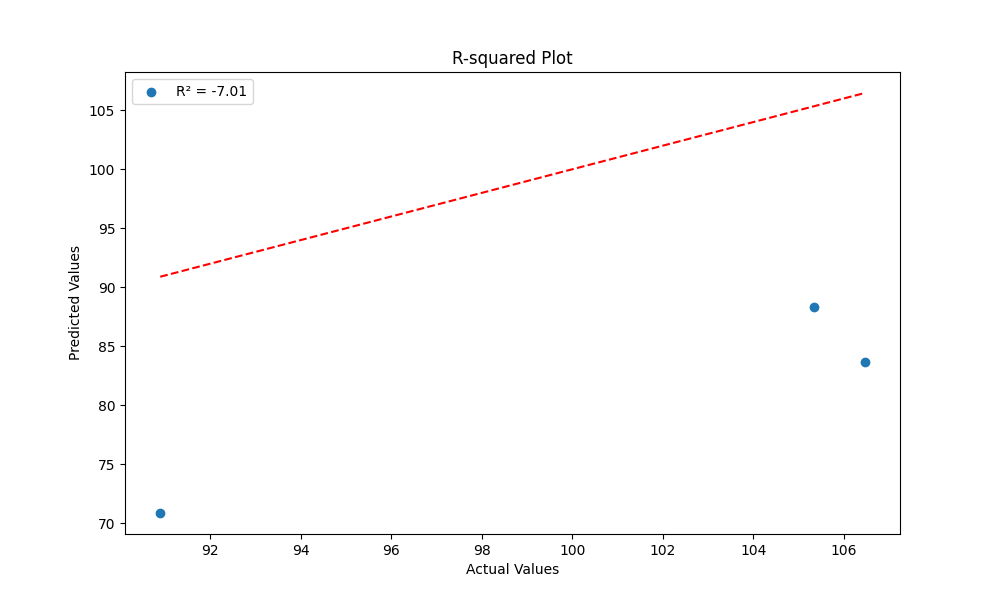 R-squared Plot
R² = -7.01
105
100
95
90
85
80
75
70
Predicted Values
92 94 96 98 100 102 104 106
Actual Values